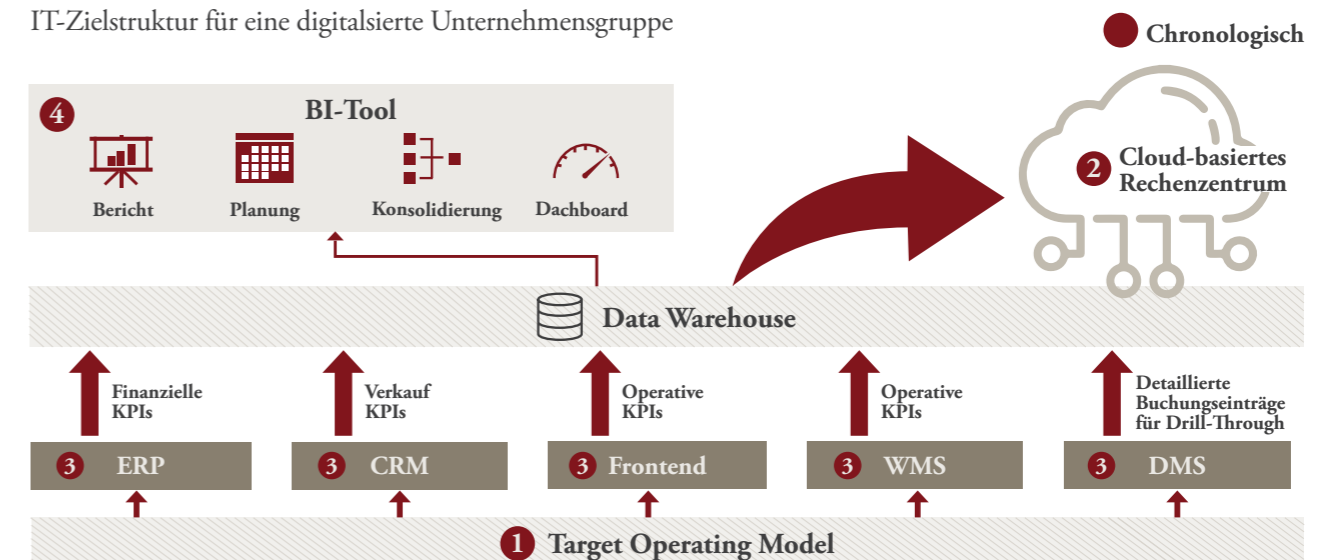 IT-Zielstruktur für eine digitalsierte Unternehmensgruppe
Chronologisch
4
BI-Tool
Bericht
Planung
Konsolidierung
Dachboard
2
Cloud-basiertes
Rechenzentrum
Data Warehouse
Finanzielle
KPIs
Verkauf
KPIs
Operative
KPIs
Operative
KPIs
Detaillierte
Buchungseinträge
für Drill-Through
3 ERP
3 CRM
3 Frontend
3 WMS
3 DMS
1 Target Operating Model